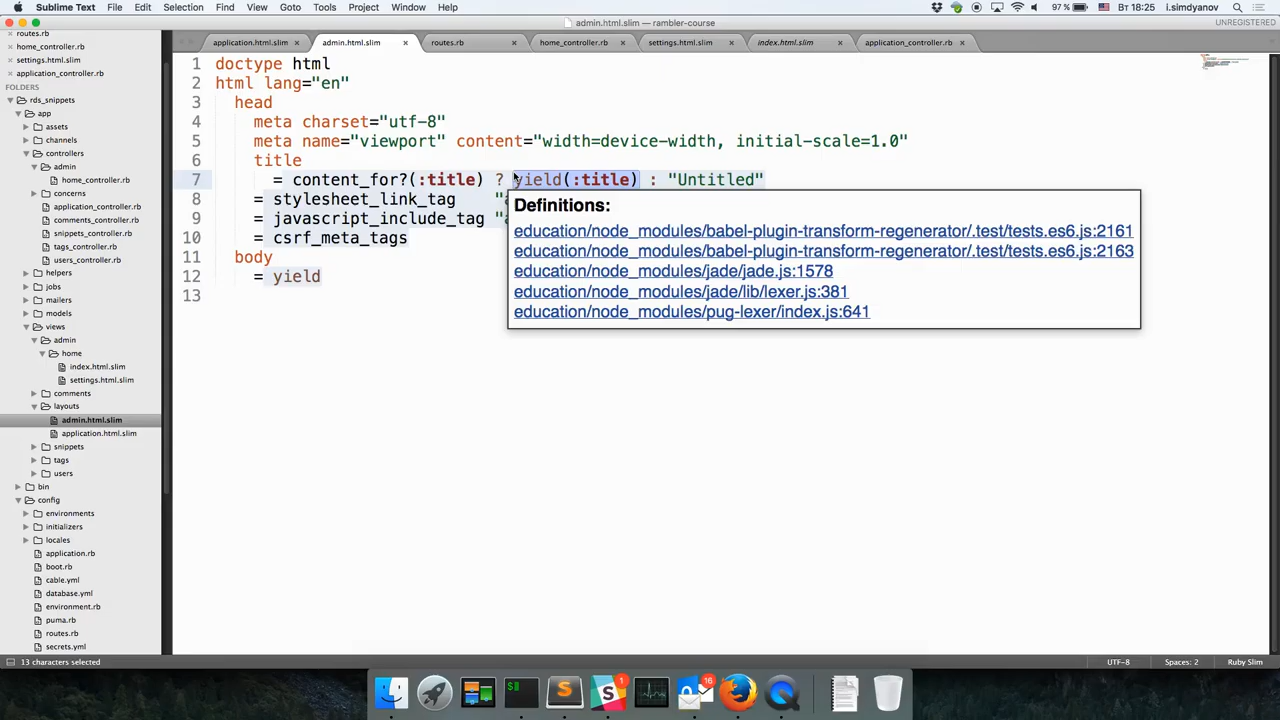 Sublime Text File Edit Selection Find View Goto Tools Project Window Help 97% Вт 18:25 i.simdyanov
admin.html.slim — rambler-course UNREGISTERED
application.html.slim × admin.html.slim × routes.rb × home_controller.rb × settings.html.slim × index.html.slim × application_controller.rb ×
routes.rb
home_controller.rb
settings.html.slim
application_controller.rb
FOLDERS
rds_snippets
app
assets
channels
controllers
admin
home_controller.rb
concerns
application_controller.rb
comments_controller.rb
snippets_controller.rb
tags_controller.rb
users_controller.rb
helpers
jobs
mailers
models
views
admin
home
index.html.slim
settings.html.slim
comments
layouts
admin.html.slim
application.html.slim
snippets
tags
users
bin
config
environments
initializers
locales
application.rb
boot.rb
cable.yml
database.yml
environment.rb
puma.rb
routes.rb
secrets.yml
1 doctype html
2 html lang="en"
3 head
4 meta charset="utf-8"
5 meta name="viewport" content="width=device-width, initial-scale=1.0"
6 title
7 = content_for?(:title) ? yield(:title) : "Untitled"
8 = stylesheet_link_tag "a
9 = javascript_include_tag "a
10 = csrf_meta_tags
11 body
12 = yield
13
Definitions:
education/node_modules/babel-plugin-transform-regenerator/.test/tests.es6.js:2161
education/node_modules/babel-plugin-transform-regenerator/.test/tests.es6.js:2163
education/node_modules/jade/jade.js:1578
education/node_modules/jade/lib/lexer.js:381
education/node_modules/pug-lexer/index.js:641
13 characters selected UTF-8 Spaces: 2 Ruby Slim
1 16